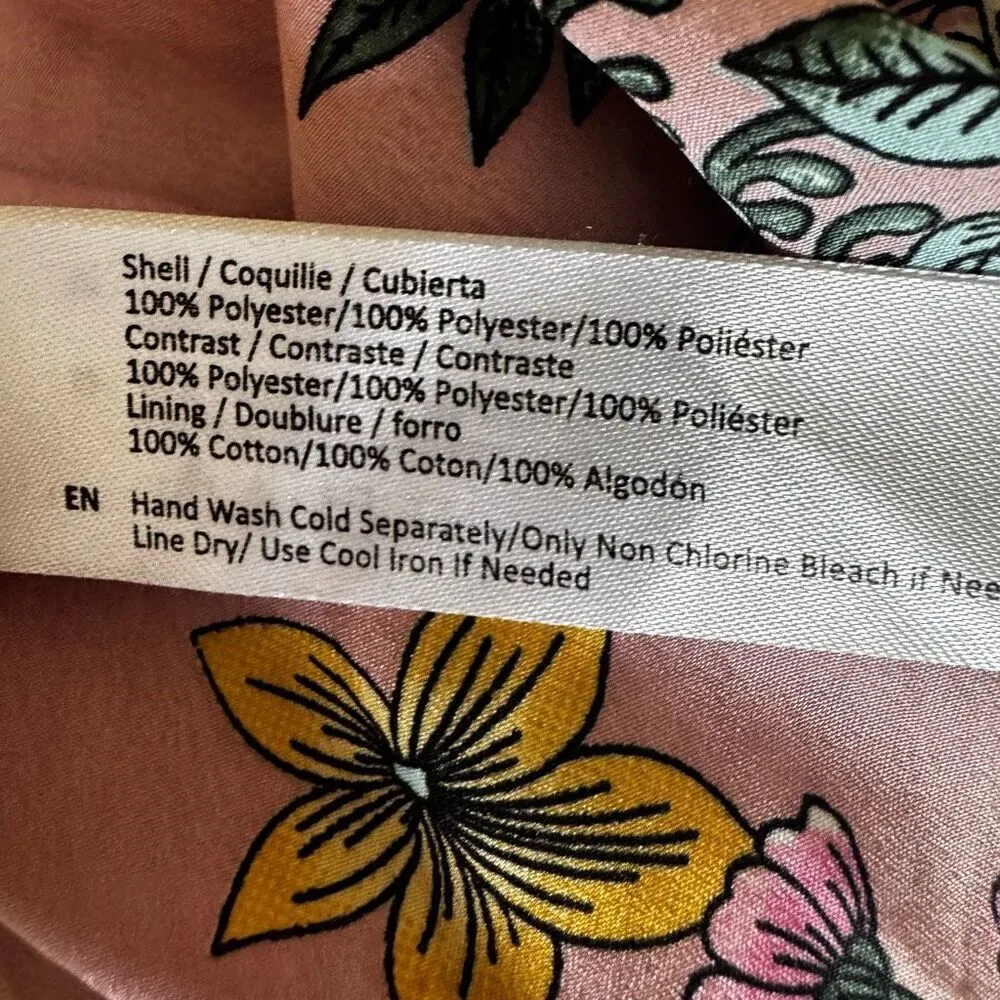 Shell / Coquille / Cubierta
100% Polyester/100% Polyester/100% Poliéster
Contrast / Contraste / Contraste
100% Polyester/100% Polyester/100% Poliéster
Lining / Doublure / forro
100% Cotton/100% Coton/100% Algodón
EN Hand Wash Cold Separately/Only Non Chlorine Bleach if Nee
Line Dry/ Use Cool Iron If Needed